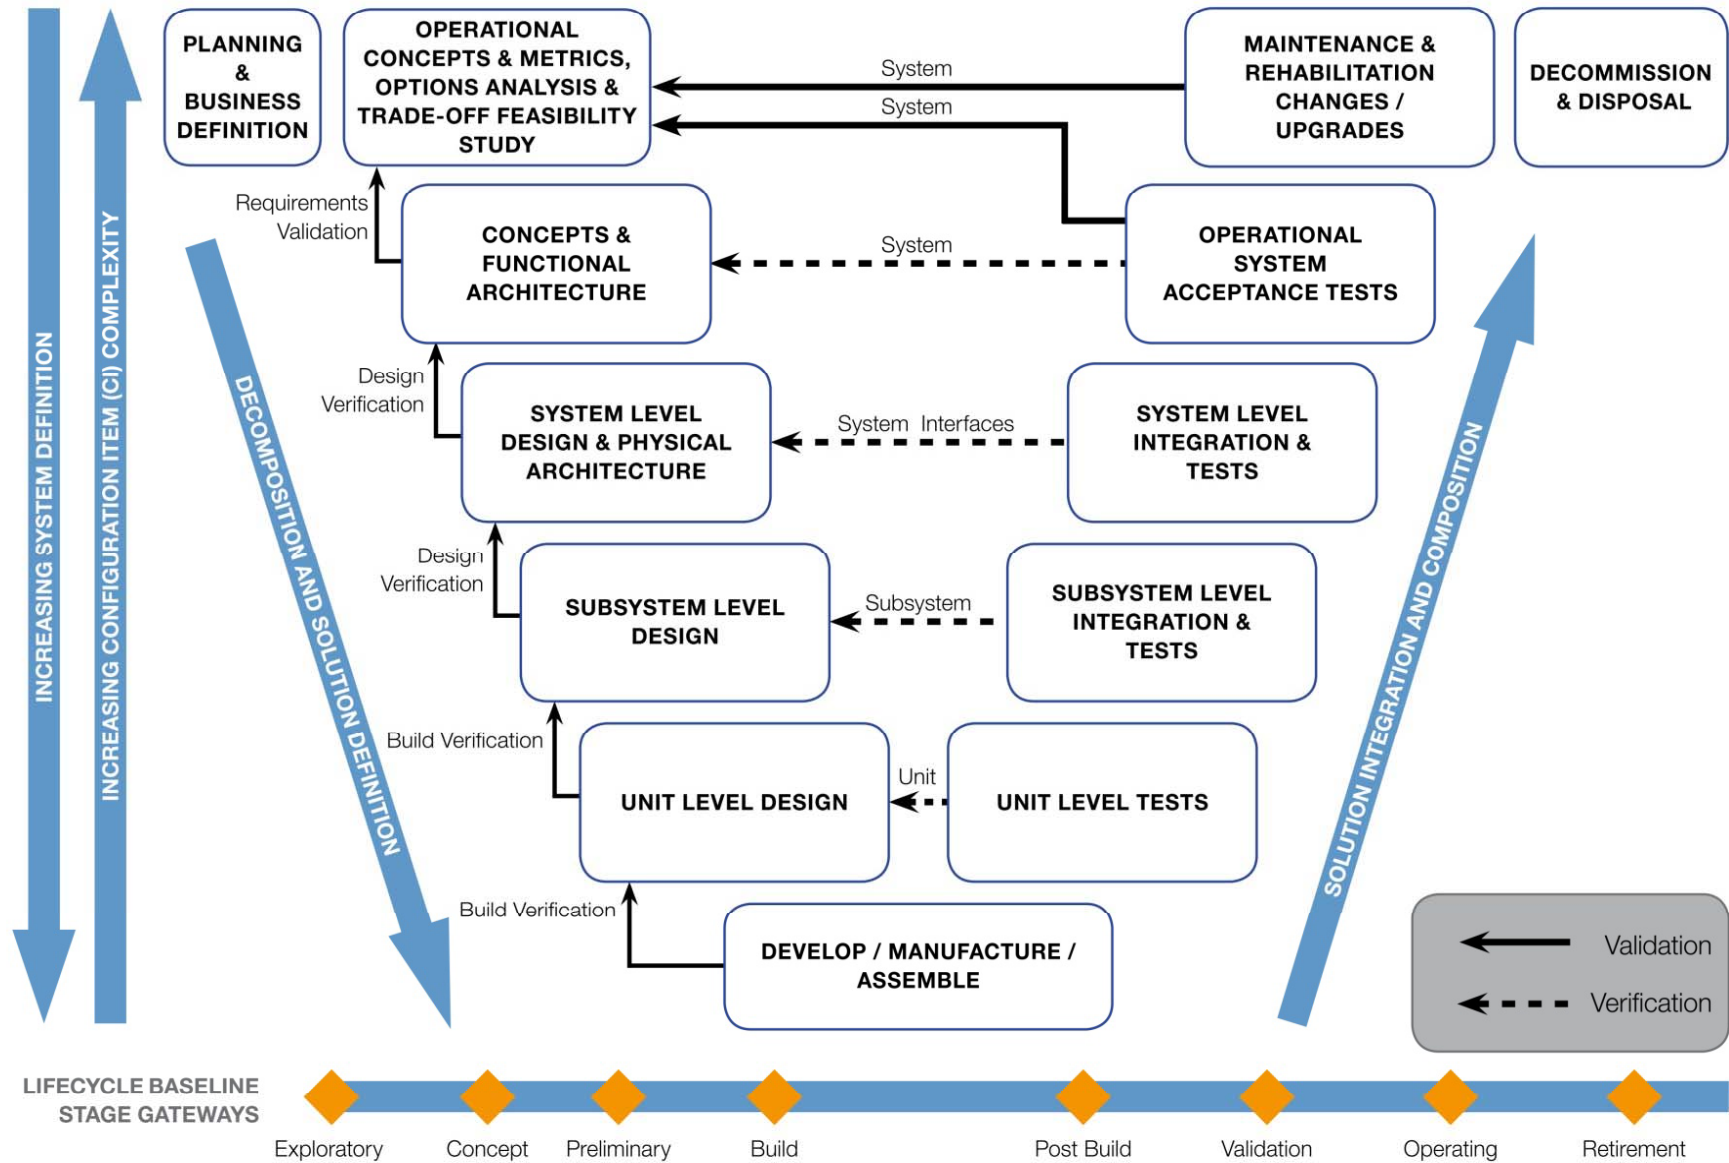 PLANNING
&
BUSINESS
DEFINITION
OPERATIONAL
CONCEPTS & METRICS,
OPTIONS ANALYSIS &
TRADE-OFF FEASIBILITY
STUDY
System
System
MAINTENANCE &
REHABILITATION
CHANGES /
UPGRADES
DECOMMISSION
& DISPOSAL
Requirements
Validation
CONCEPTS &
FUNCTIONAL
ARCHITECTURE
System
OPERATIONAL
SYSTEM
ACCEPTANCE TESTS
INCREASING SYSTEM DEFINITION
INCREASING CONFIGURATION ITEM (CI) COMPLEXITY
DECOMPOSITION AND SOLUTION DEFINITION
Design
Verification
SYSTEM LEVEL
DESIGN & PHYSICAL
ARCHITECTURE
System Interfaces
SYSTEM LEVEL
INTEGRATION &
TESTS
SOLUTION INTEGRATION AND COMPOSITION
Design
Verification
SUBSYSTEM LEVEL
DESIGN
Subsystem
SUBSYSTEM LEVEL
INTEGRATION &
TESTS
Build Verification
UNIT LEVEL DESIGN
Unit
UNIT LEVEL TESTS
Build Verification
DEVELOP / MANUFACTURE /
ASSEMBLE
Validation
Verification
LIFECYCLE BASELINE
STAGE GATEWAYS
Exploratory
Concept
Preliminary
Build
Post Build
Validation
Operating
Retirement